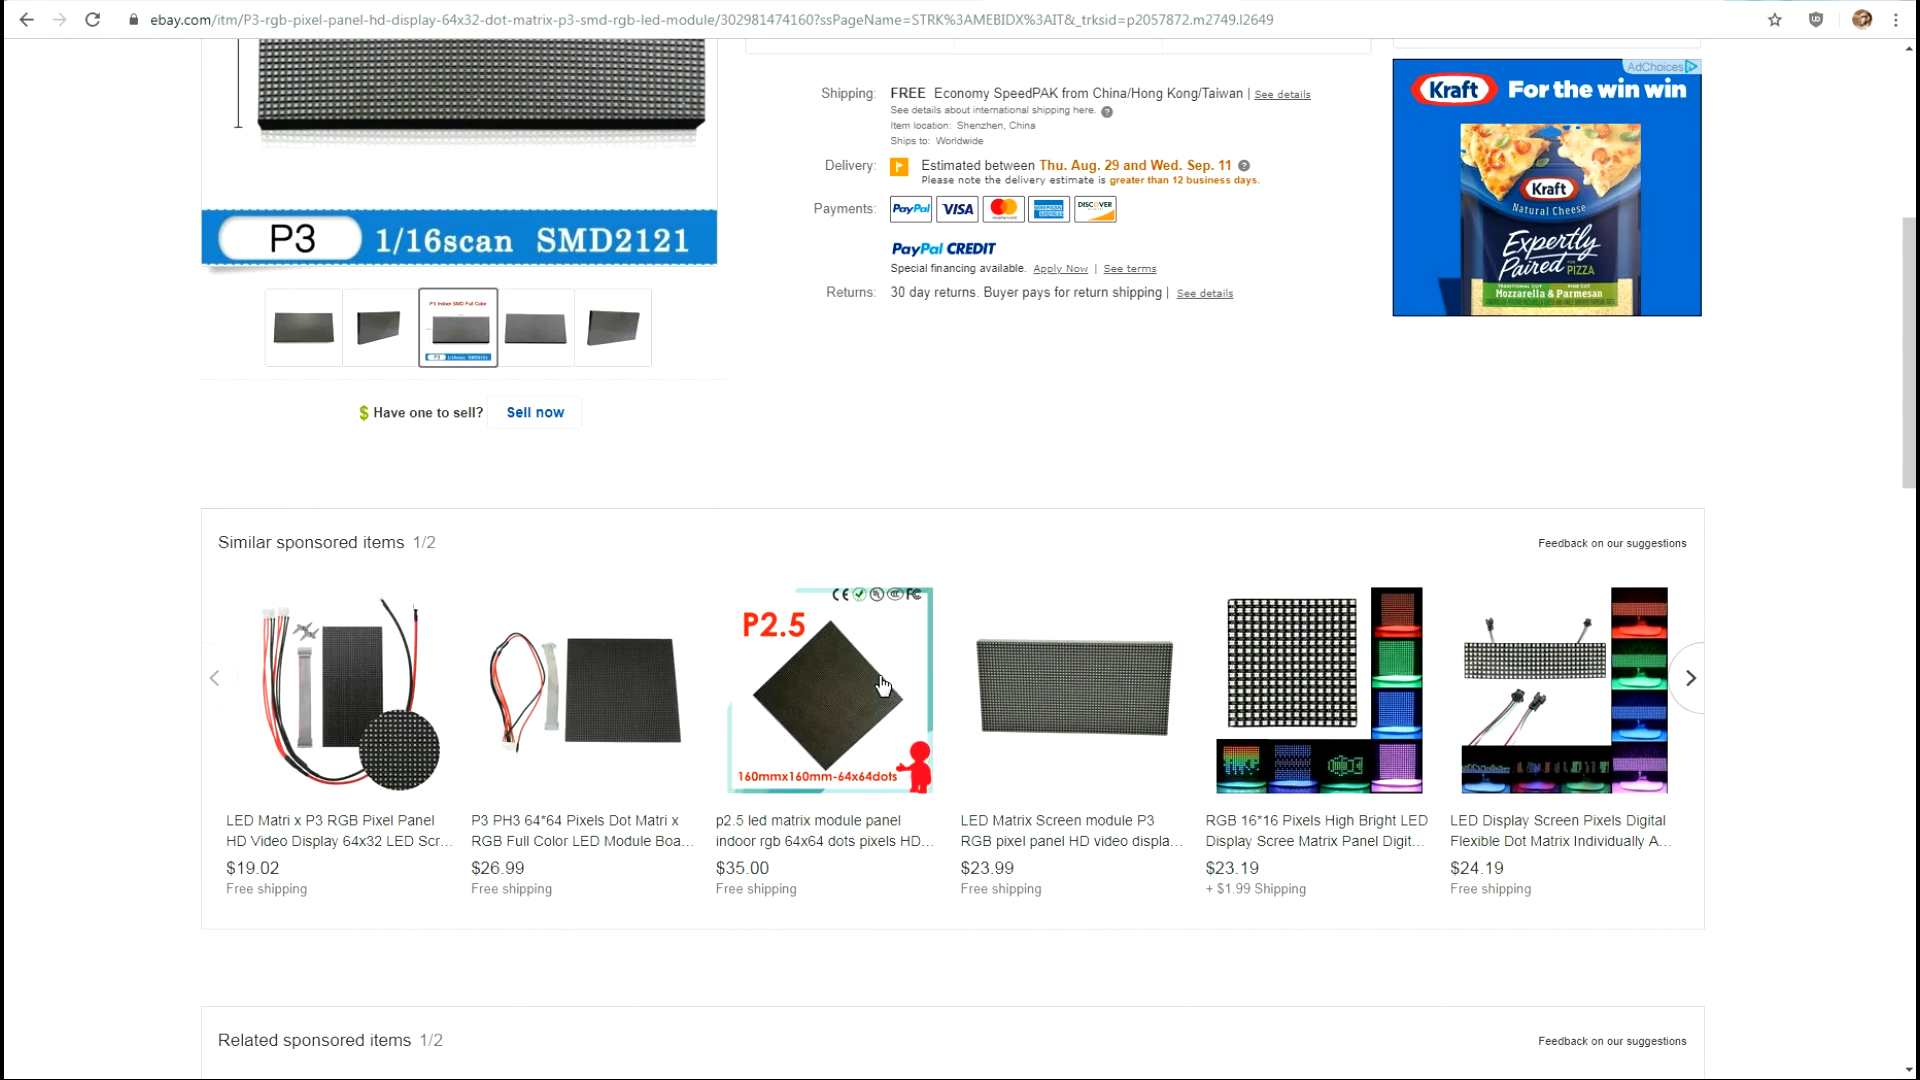 ebay.com/itm/P3-rgb-pixel-panel-hd-display-64x32-dot-matrix-p3-smd-rgb-led-module/302981474160?ssPageName=STRK%3AMEBIDX%3AIT&_trksid=p2057872.m2749.l2649
Shipping: FREE Economy SpeedPAK from China/Hong Kong/Taiwan | See details
See details about international shipping here.
Item location: Shenzhen, China
Ships to: Worldwide
Delivery: Estimated between Thu. Aug. 29 and Wed. Sep. 11
Please note the delivery estimate is greater than 12 business days.
Payments: PayPal VISA mastercard DISCOVER
PayPal CREDIT
Special financing available. Apply Now | See terms
Returns: 30 day returns. Buyer pays for return shipping | See details
AdChoices
Kraft For the win win
Kraft
Natural Cheese
Expertly
Paired FOR PIZZA
Mozzarella & Parmesan
P3 1/16scan SMD2121
P3 Indoor SMD Full Color
P3 1/16scan SMD2121
$ Have one to sell? Sell now
Similar sponsored items 1/2
Feedback on our suggestions
CE FC
P2.5
160mmx160mm-64x64dots
LED Matri x P3 RGB Pixel Panel
HD Video Display 64x32 LED Scr...
$19.02
Free shipping
P3 PH3 64*64 Pixels Dot Matri x
RGB Full Color LED Module Boa...
$26.99
Free shipping
p2.5 led matrix module panel
indoor rgb 64x64 dots pixels HD...
$35.00
Free shipping
LED Matrix Screen module P3
RGB pixel panel HD video displa...
$23.99
Free shipping
RGB 16*16 Pixels High Bright LED
Display Scree Matrix Panel Digit...
$23.19
+ $1.99 Shipping
LED Display Screen Pixels Digital
Flexible Dot Matrix Individually A...
$24.19
Free shipping
Related sponsored items 1/2
Feedback on our suggestions